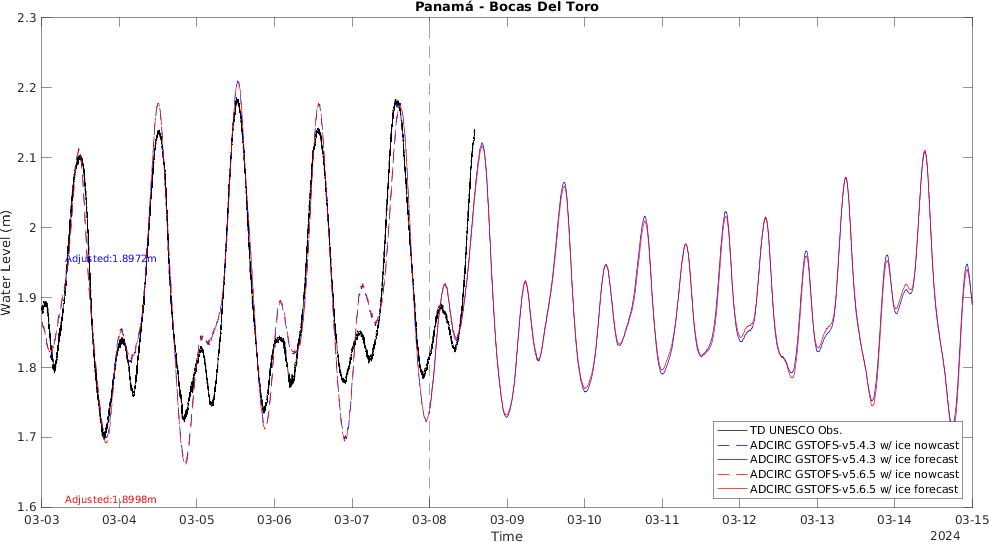 Panamá - Bocas Del Toro
2.3
2.2
2.1
2
1.9
1.8
1.7
1.6
Water Level (m)
Adjusted:1.8972m
Adjusted:1.8998m
TD UNESCO Obs.
ADCIRC GSTOFS-v5.4.3 w/ ice nowcast
ADCIRC GSTOFS-v5.4.3 w/ ice forecast
ADCIRC GSTOFS-v5.6.5 w/ ice nowcast
ADCIRC GSTOFS-v5.6.5 w/ ice forecast
03-03 03-04 03-05 03-06 03-07 03-08 03-09 03-10 03-11 03-12 03-13 03-14 03-15
Time
2024